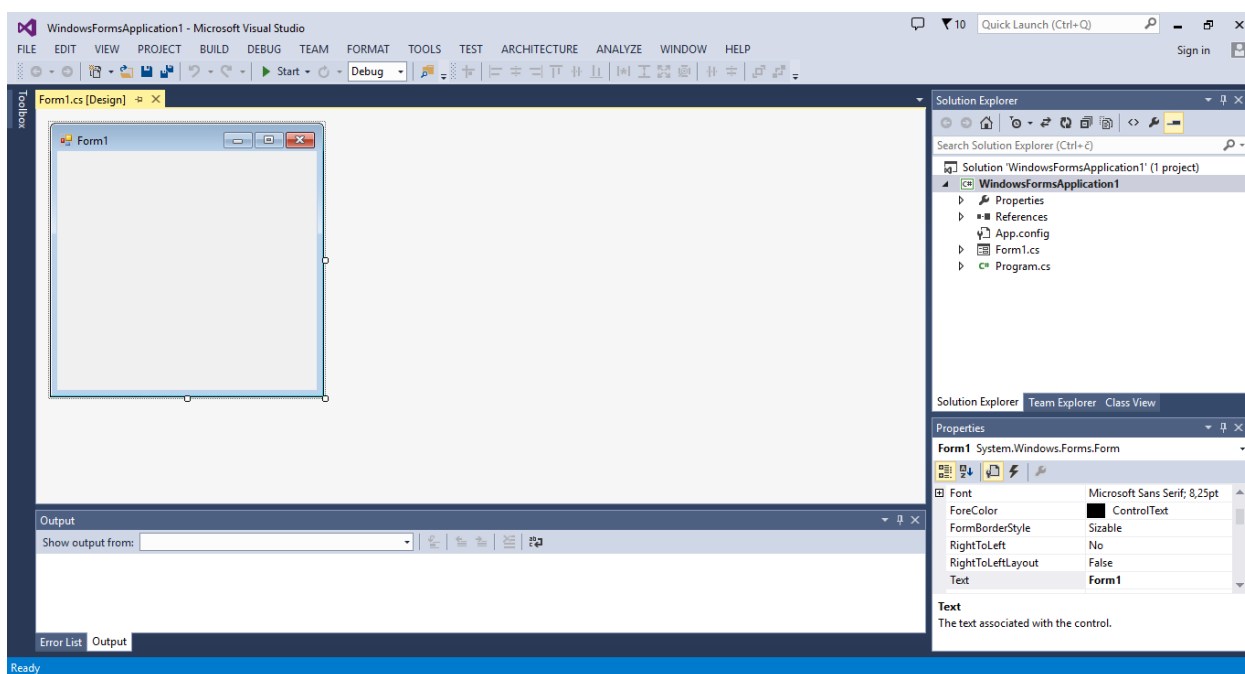 WindowsFormsApplication1 - Microsoft Visual Studio
10
Quick Launch (Ctrl+Q)
FILE EDIT VIEW PROJECT BUILD DEBUG TEAM FORMAT TOOLS TEST ARCHITECTURE ANALYZE WINDOW HELP
Sign in
Start
Debug
Toolbox
Form1.cs [Design]
Form1
Solution Explorer
Search Solution Explorer (Ctrl+č)
Solution 'WindowsFormsApplication1' (1 project)
C# WindowsFormsApplication1
Properties
References
App.config
Form1.cs
C# Program.cs
Solution Explorer Team Explorer Class View
Properties
Form1 System.Windows.Forms.Form
Font Microsoft Sans Serif; 8,25pt
ForeColor ControlText
FormBorderStyle Sizable
RightToLeft No
RightToLeftLayout False
Text Form1
Text
The text associated with the control.
Output
Show output from:
Error List Output
Ready